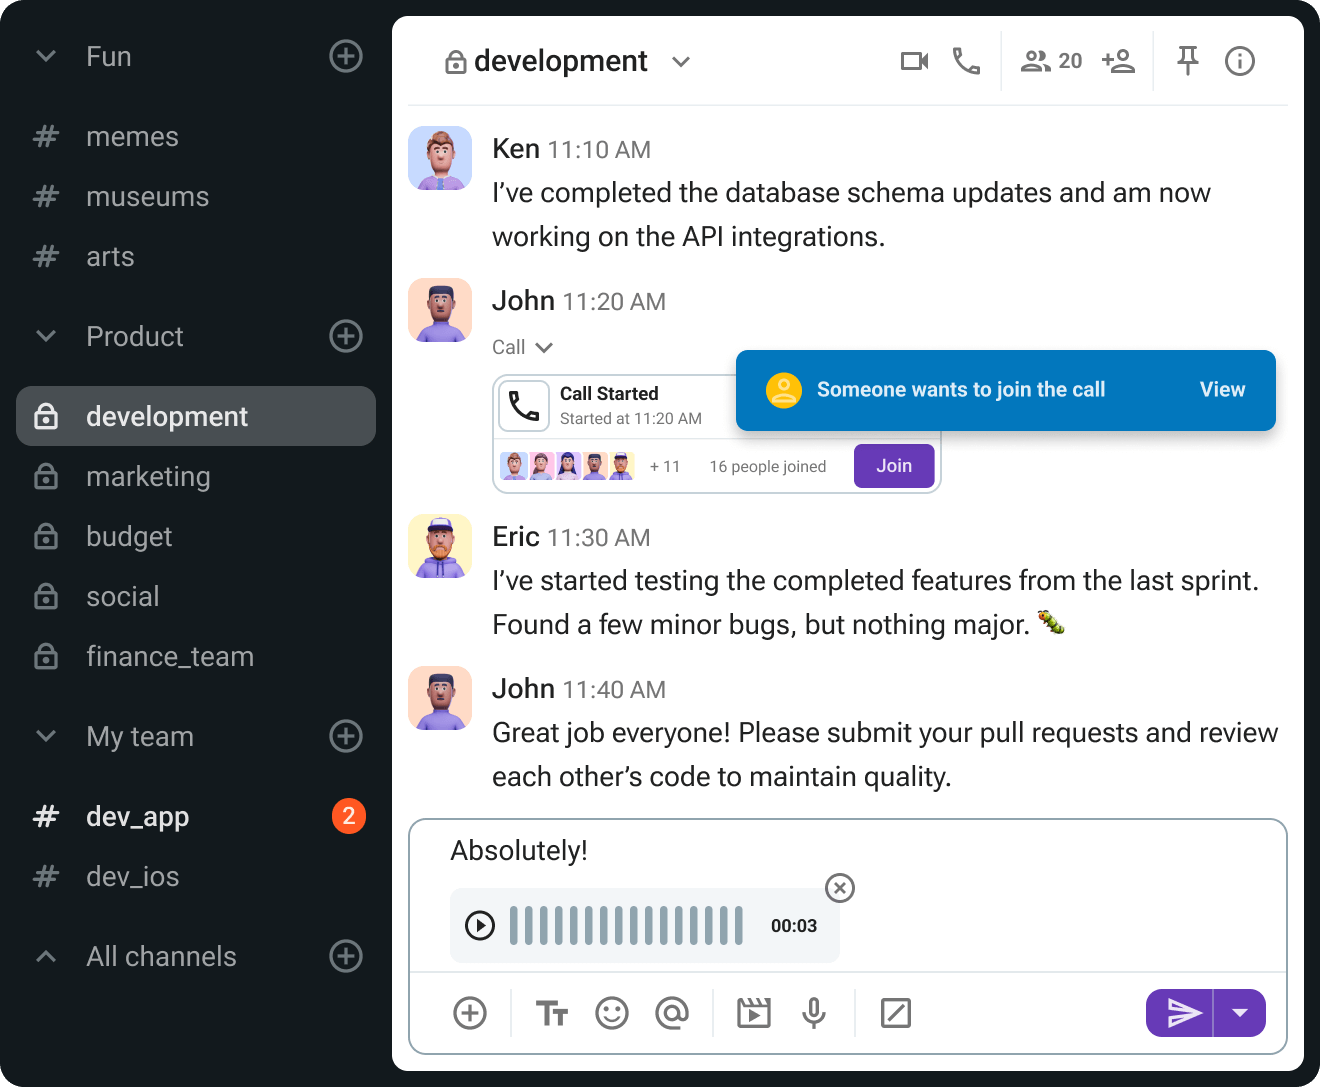 Fun
memes
museums
arts
Product
development
marketing
budget
social
finance_team
My team
dev_app 2
dev_ios
All channels
development
20
Ken 11:10 AM
I’ve completed the database schema updates and am now
working on the API integrations.
John 11:20 AM
Call
Call Started
Started at 11:20 AM
Someone wants to join the call View
+ 11 16 people joined Join
Eric 11:30 AM
I’ve started testing the completed features from the last sprint.
Found a few minor bugs, but nothing major. 🐛
John 11:40 AM
Great job everyone! Please submit your pull requests and review
each other’s code to maintain quality.
Absolutely!
00:03